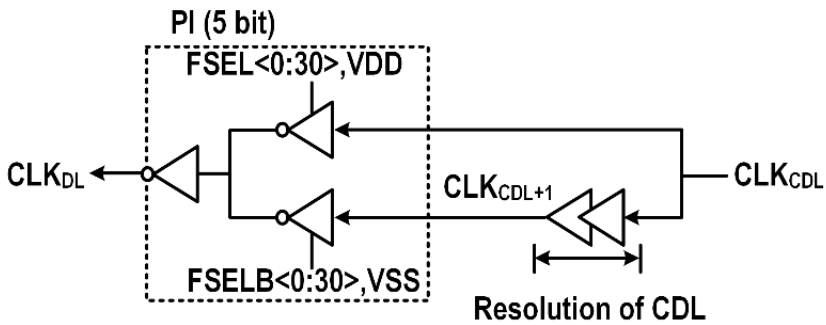 PI (5 bit)
FSEL<0:30>,VDD
CLKDL
CLKCDL+1
CLKCDL
FSELB<0:30>,VSS
Resolution of CDL